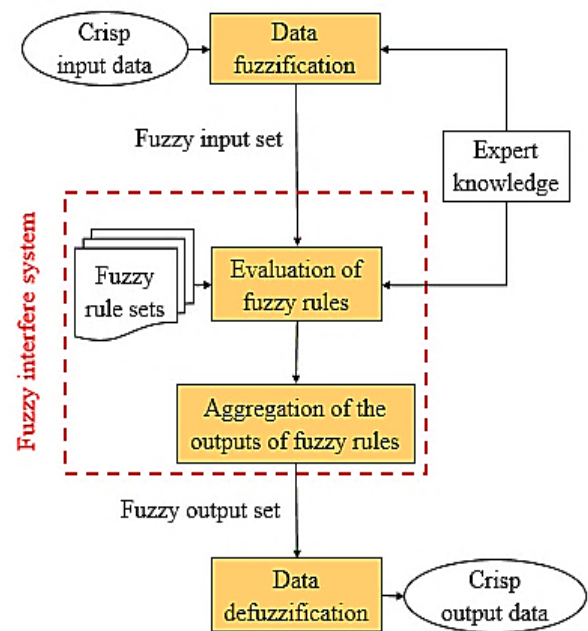 Crisp
input data
Data
fuzzification
Fuzzy input set
Expert
knowledge
Fuzzy interfere system
Fuzzy
rule sets
Evaluation of
fuzzy rules
Aggregation of the
outputs of fuzzy rules
Fuzzy output set
Data
defuzzification
Crisp
output data